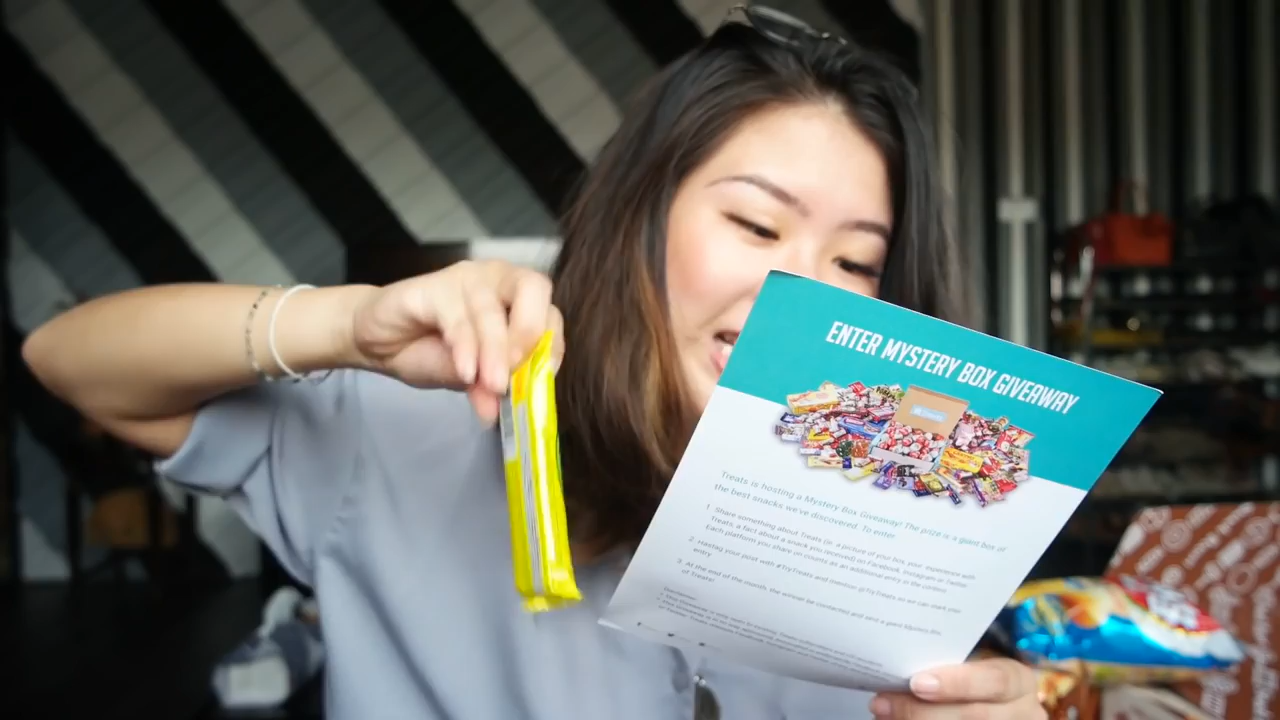 ENTER MYSTERY BOX GIVEAWAY
Treats is hosting a Mystery Box Giveaway! The prize is a giant box of
the best snacks we've discovered. To enter:
1. Share something about Treats (ie. a picture of your box, your experience with
Treats, a fact about a snack you received) on Facebook, Instagram or Twitter.
Each platform you share on counts as an additional entry in the contest.
2. Hashtag your post with #TryTreats and mention @TryTreats so we can track your
entry
3. At the end of the month, the winner be contacted and sent a giant Mystery Box
of Treats!
Disclaimer: